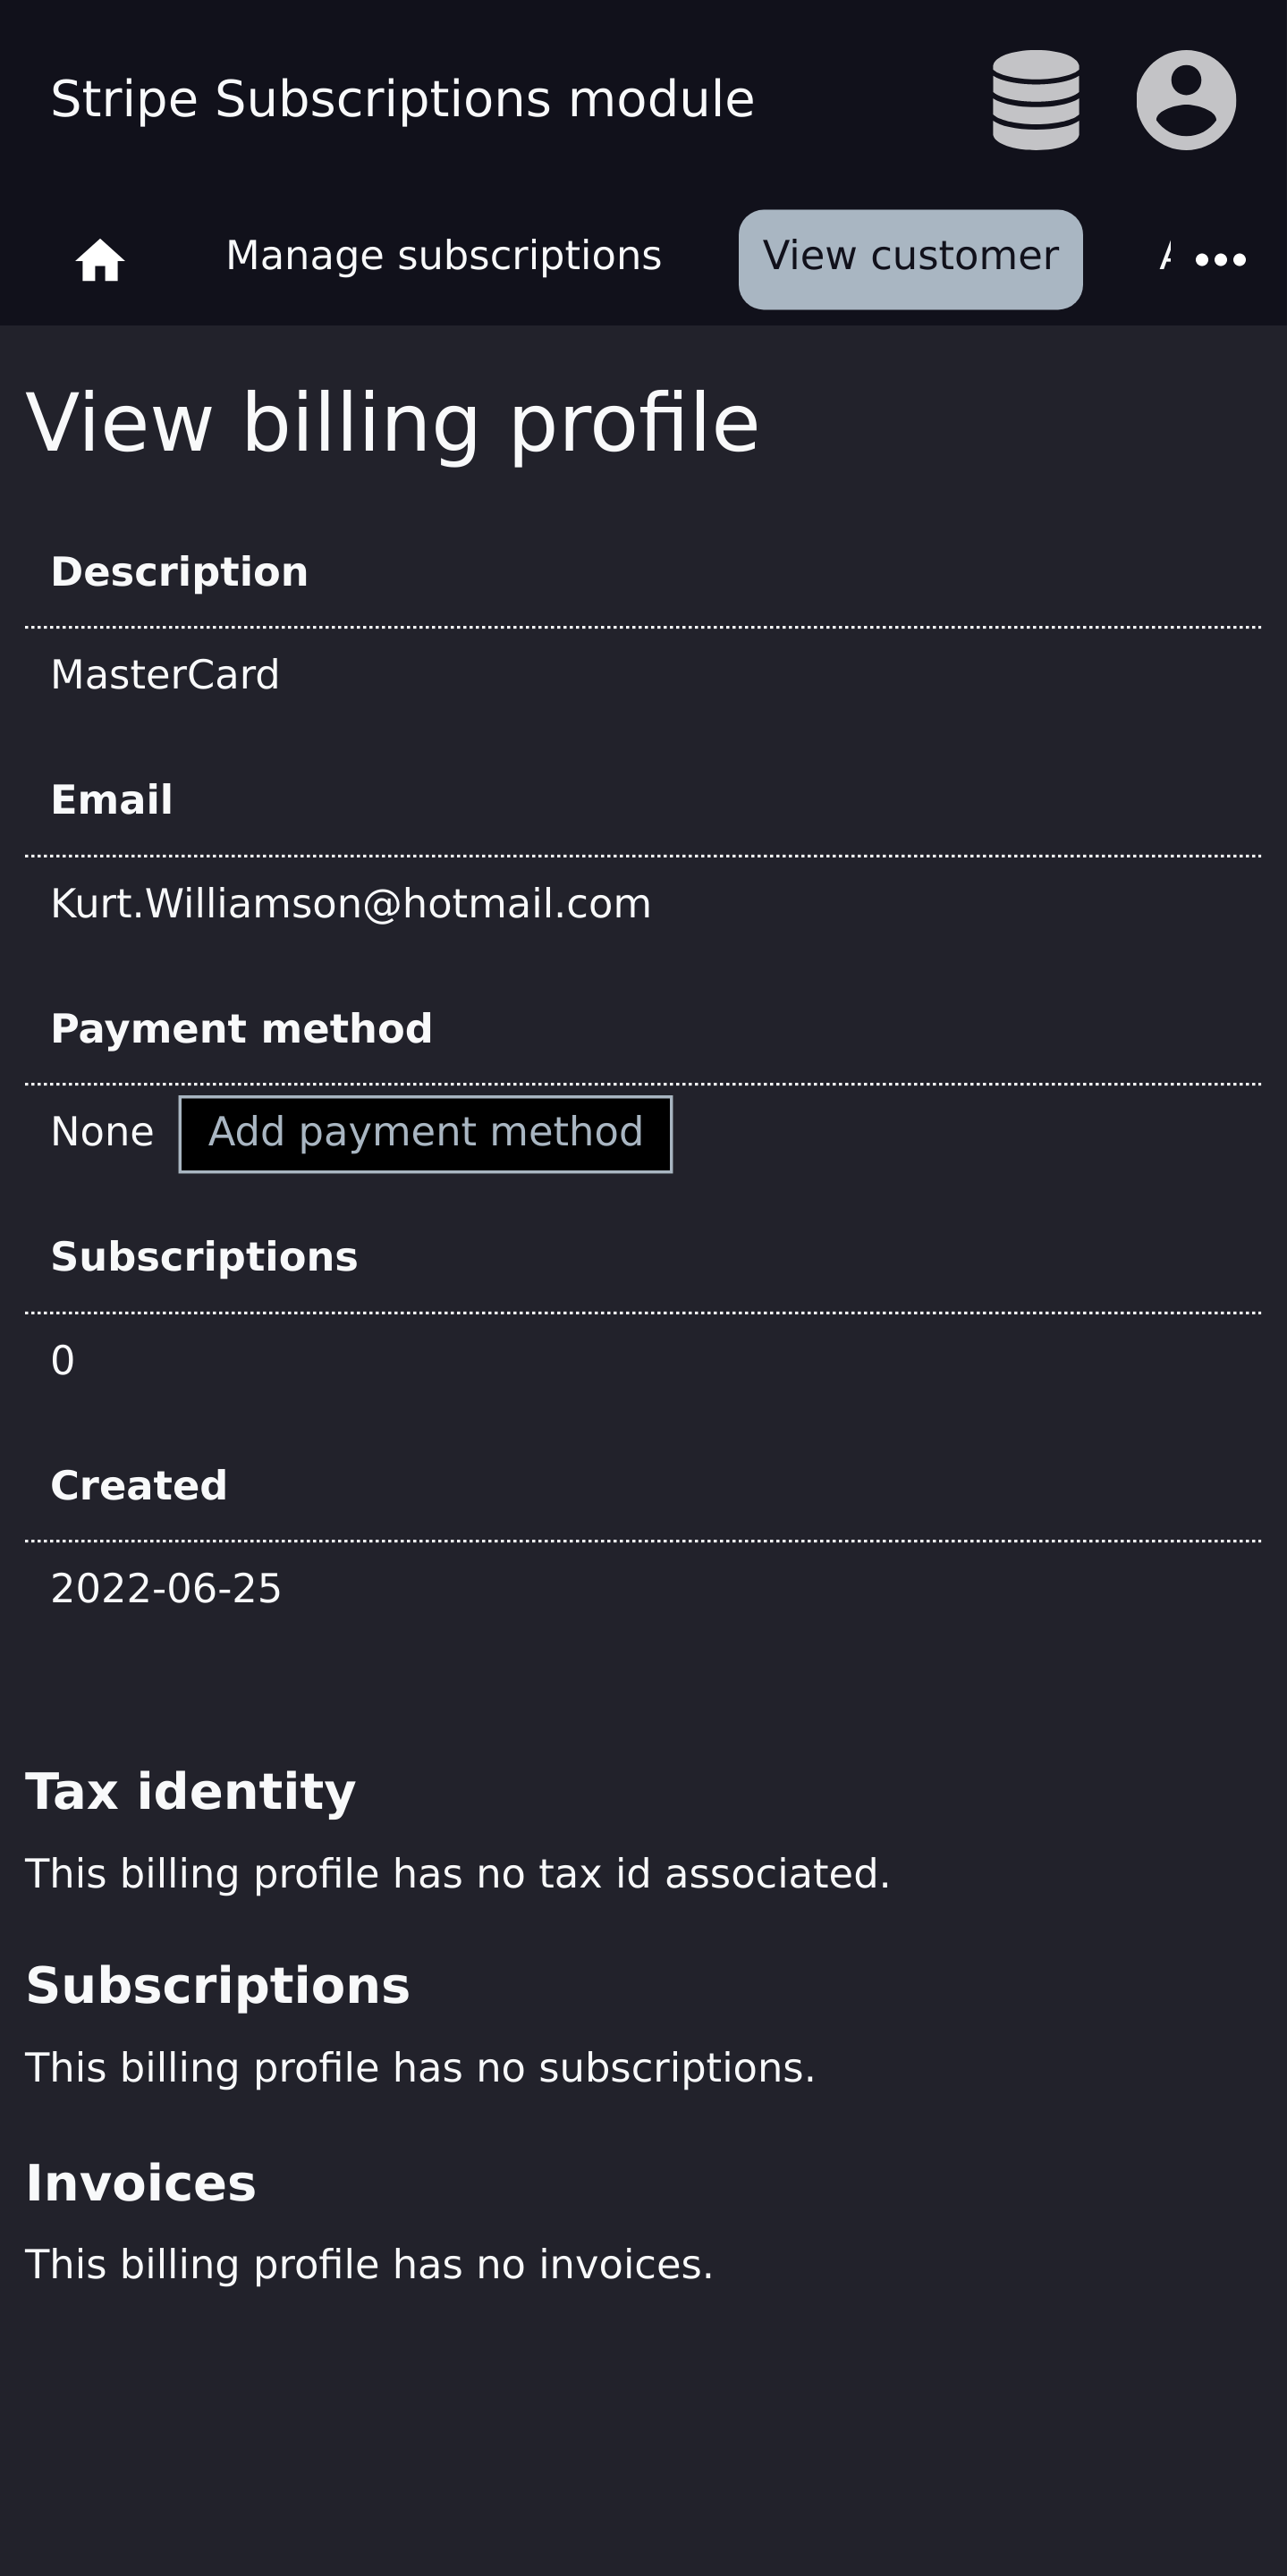 Stripe Subscriptions module
Manage subscriptions View customer
View billing profile
Description
MasterCard
Email
Kurt.Williamson@hotmail.com
Payment method
None Add payment method
Subscriptions
0
Created
2022-06-25
Tax identity
This billing profile has no tax id associated.
Subscriptions
This billing profile has no subscriptions.
Invoices
This billing profile has no invoices.